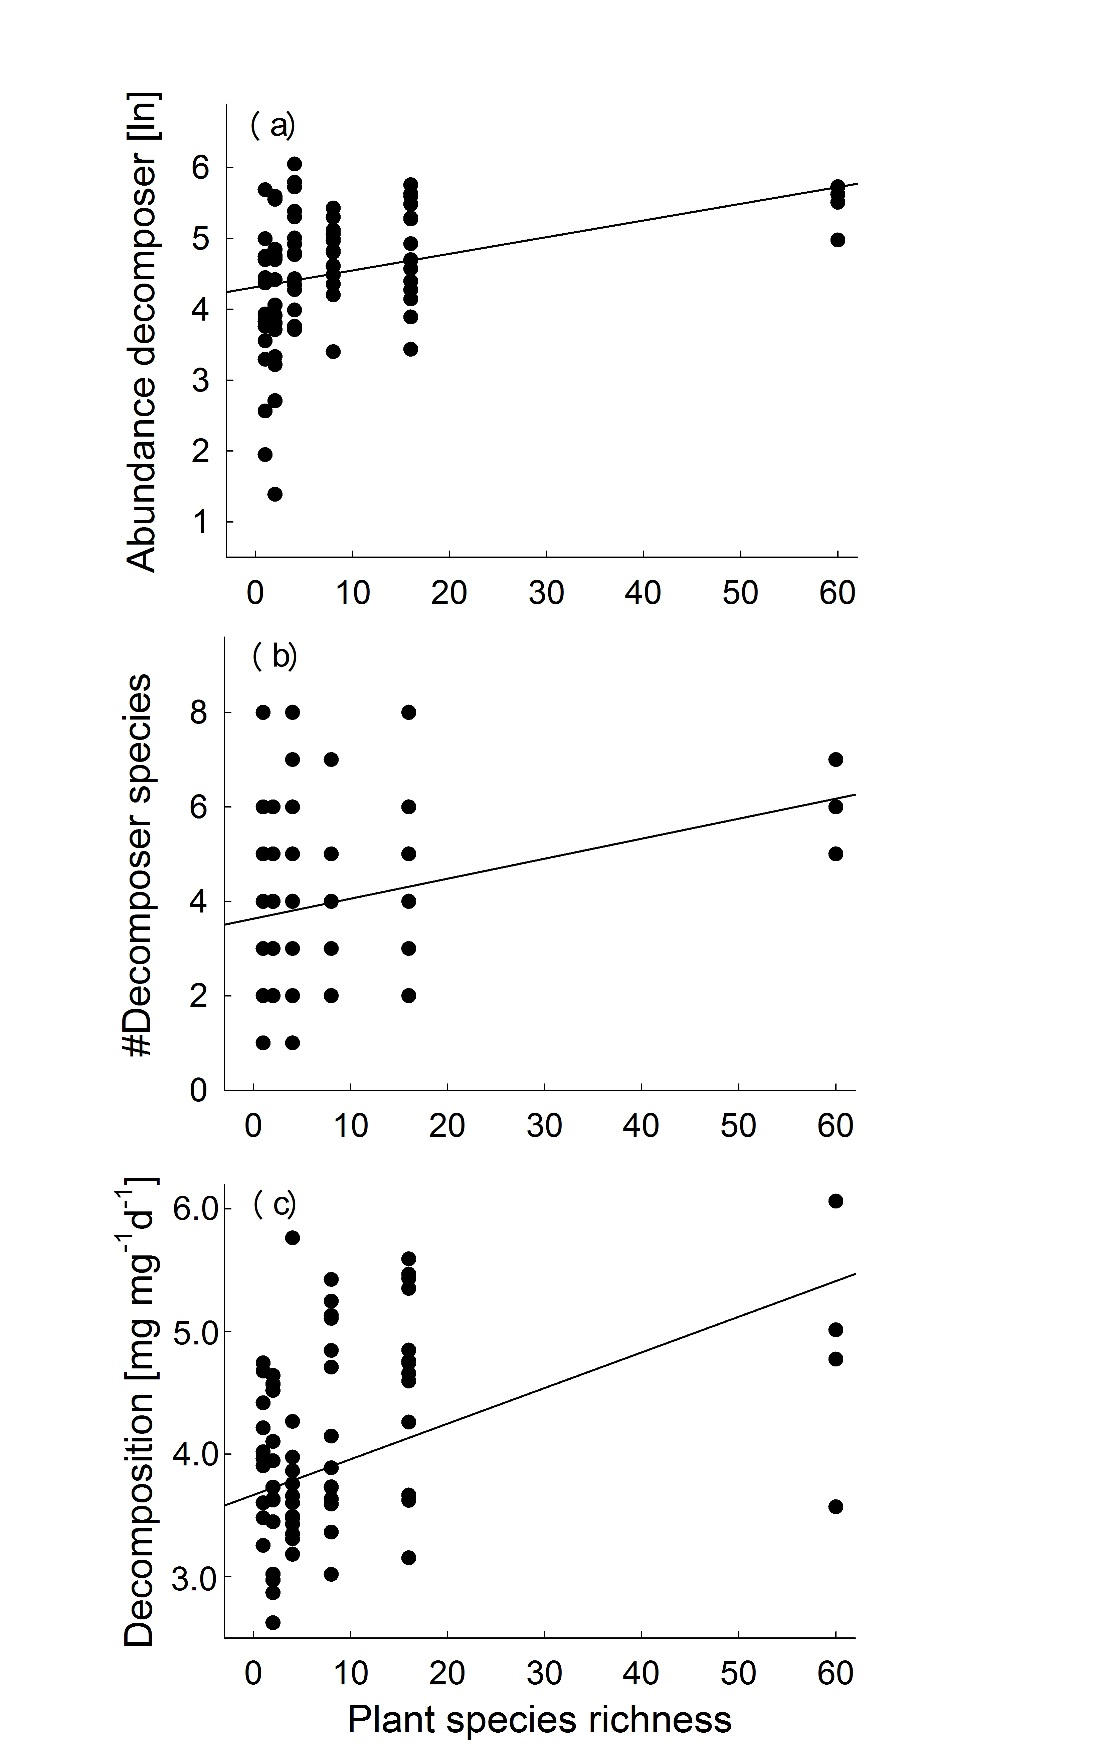 ( a)
Abundance decomposer [ln]
6
5
4
3
2
1
0 10 20 30 40 50 60
( b)
#Decomposer species
8
6
4
2
0
0 10 20 30 40 50 60
( c)
Decomposition [mg mg⁻¹d⁻¹]
6.0
5.0
4.0
3.0
0 10 20 30 40 50 60
Plant species richness